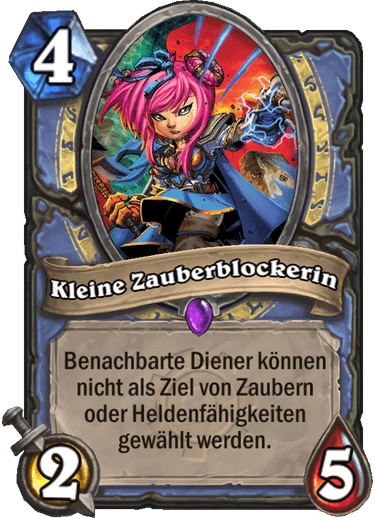 4
Kleine Zauberblockerin
Benachbarte Diener können
nicht als Ziel von Zaubern
oder Heldenfähigkeiten
gewählt werden.
2
5